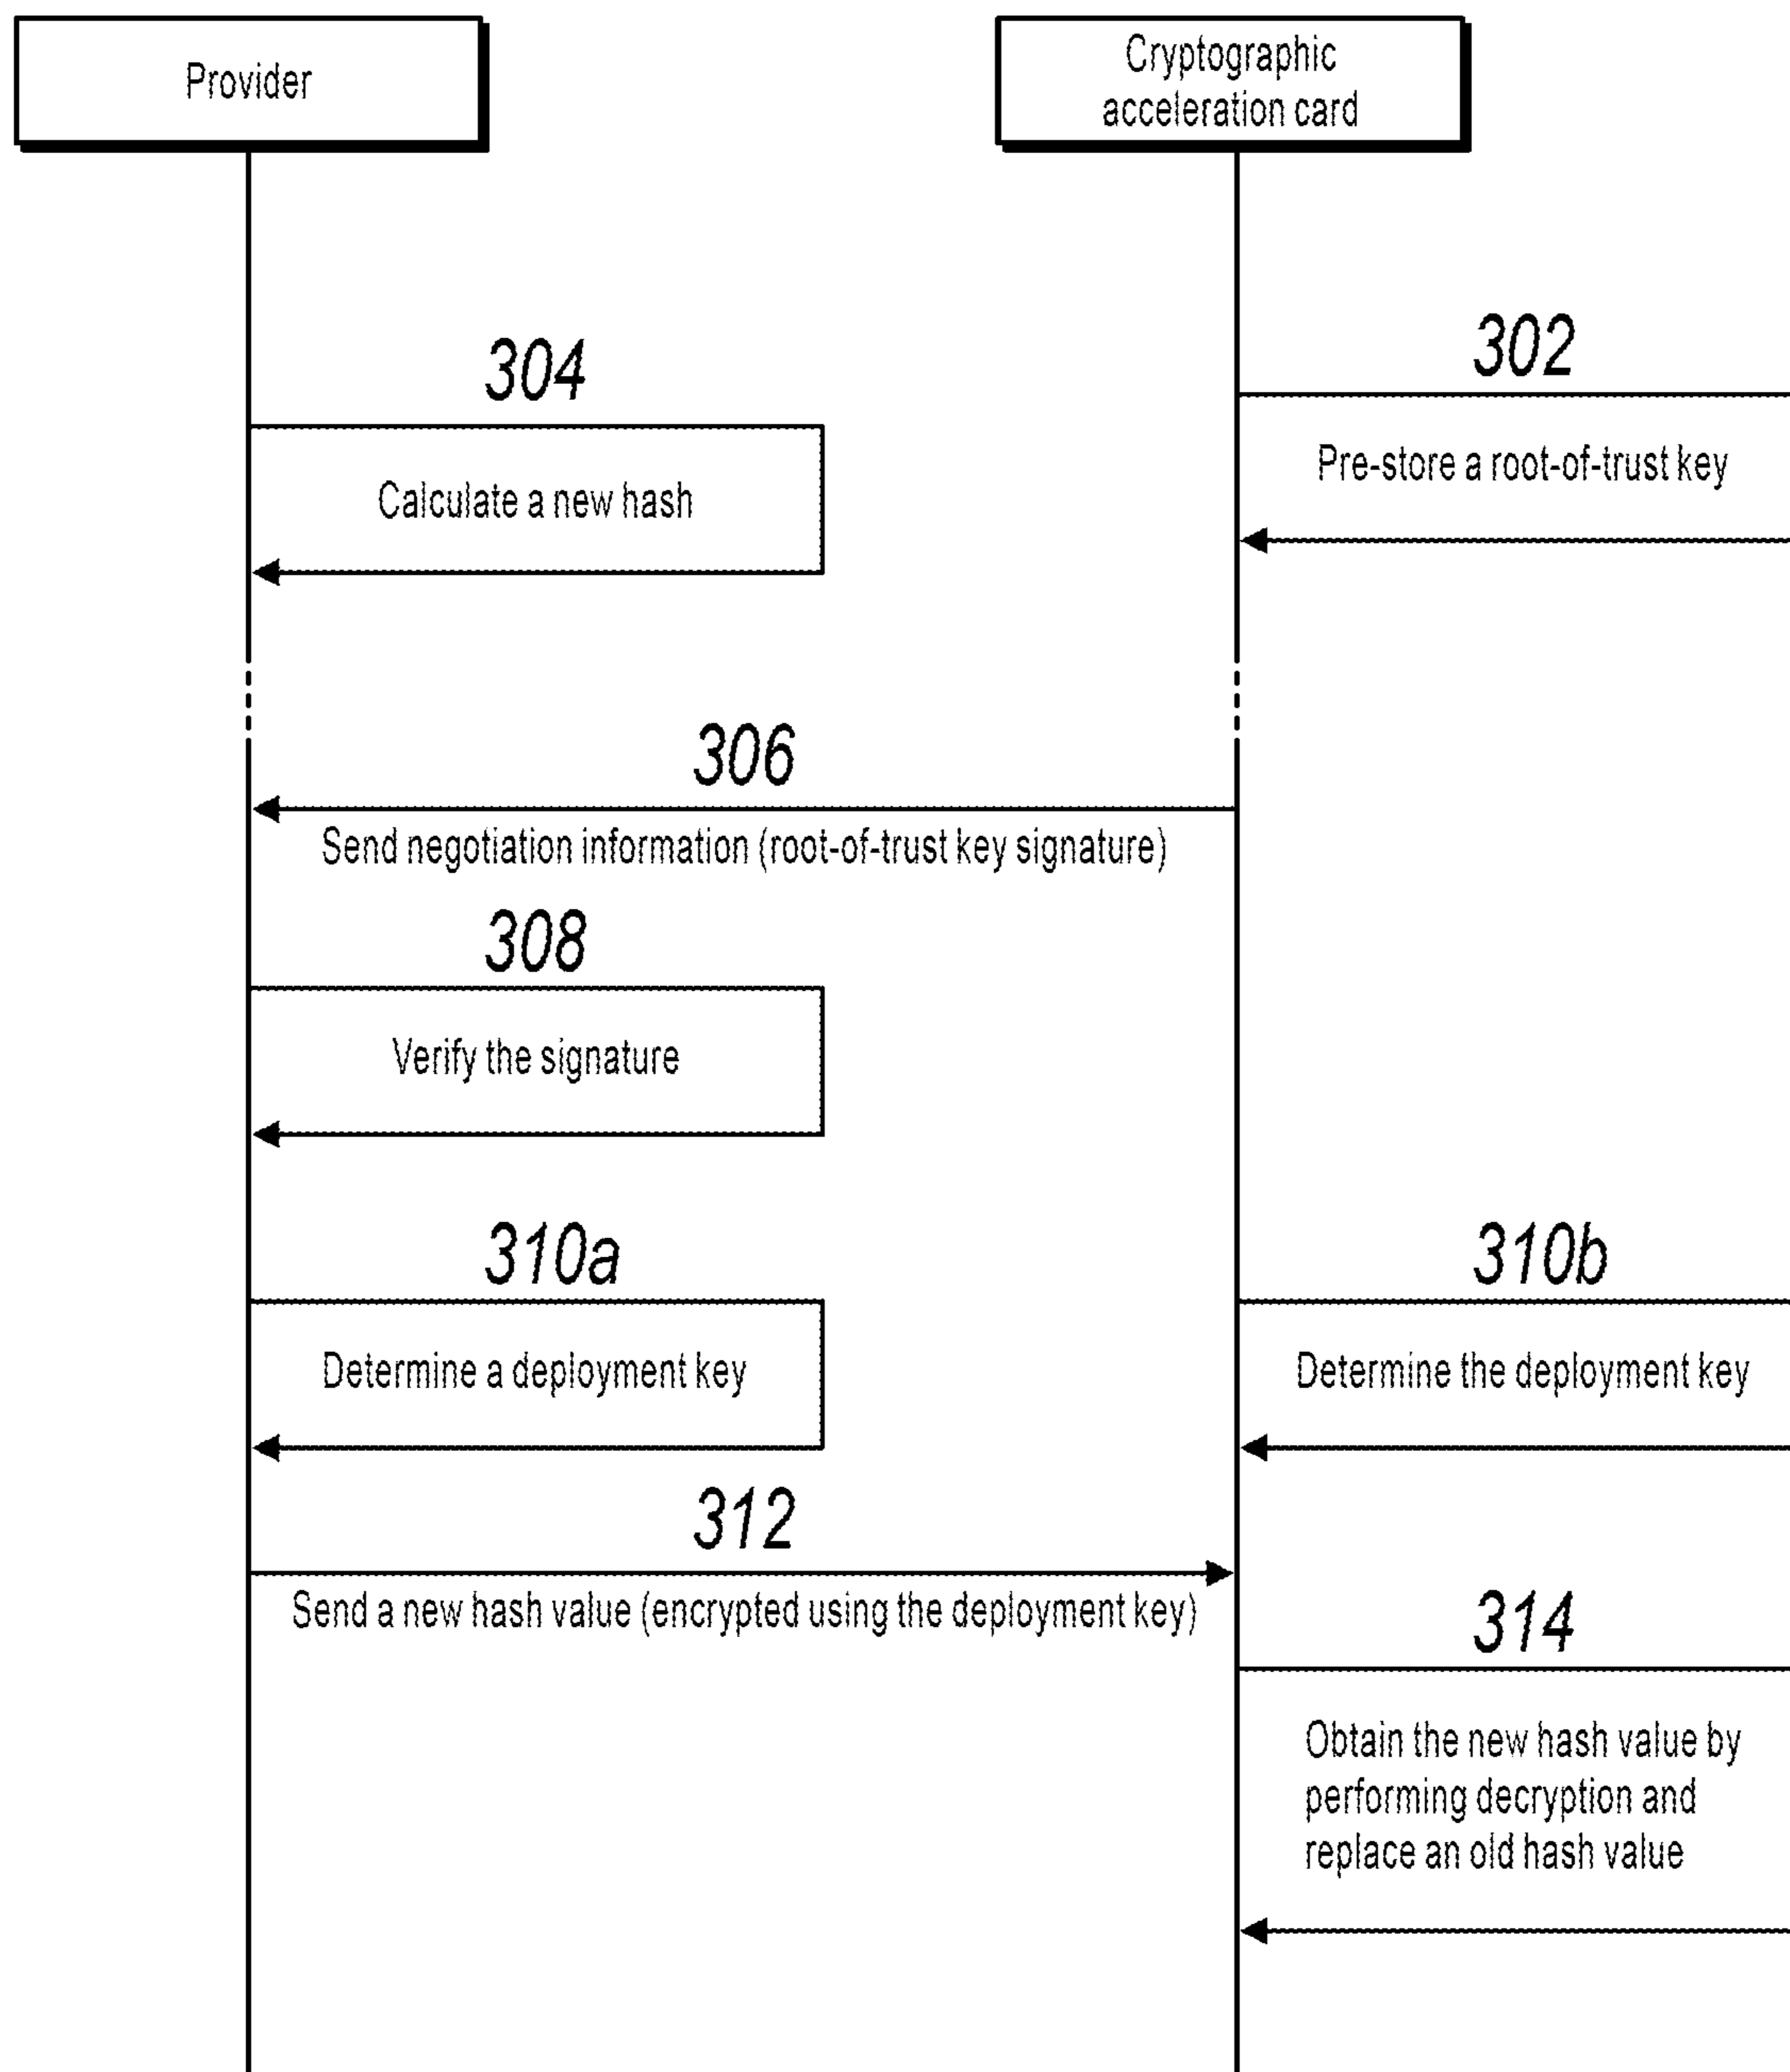 Provider
Cryptographic
acceleration card
302
304
Pre-store a root-of-trust key
Calculate a new hash
306
Send negotiation information (root-of-trust key signature)
308
Verify the signature
310a
310b
Determine a deployment key
Determine the deployment key
312
Send a new hash value (encrypted using the deployment key)
314
Obtain the new hash value by
performing decryption and
replace an old hash value